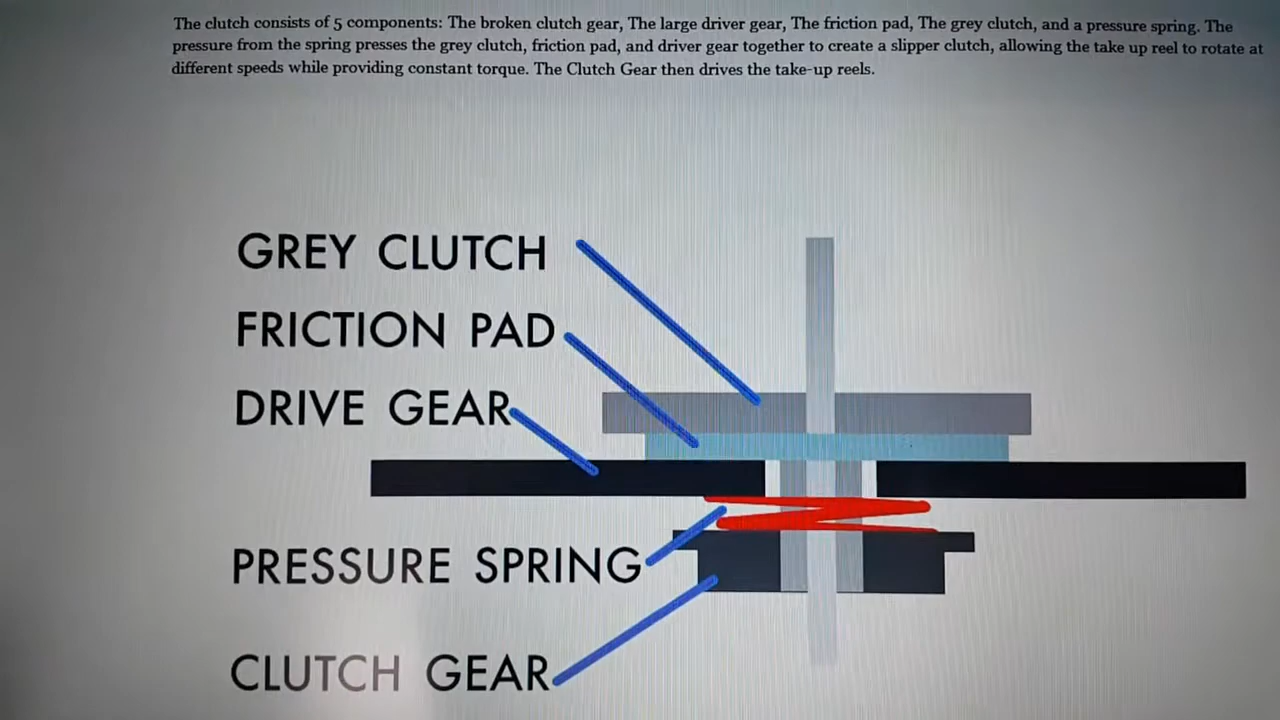 The clutch consists of 5 components: The broken clutch gear, The large driver gear, The friction pad, The grey clutch, and a pressure spring. The
pressure from the spring presses the grey clutch, friction pad, and driver gear together to create a slipper clutch, allowing the take up reel to rotate at
different speeds while providing constant torque. The Clutch Gear then drives the take-up reels.
GREY CLUTCH
FRICTION PAD
DRIVE GEAR
PRESSURE SPRING
CLUTCH GEAR